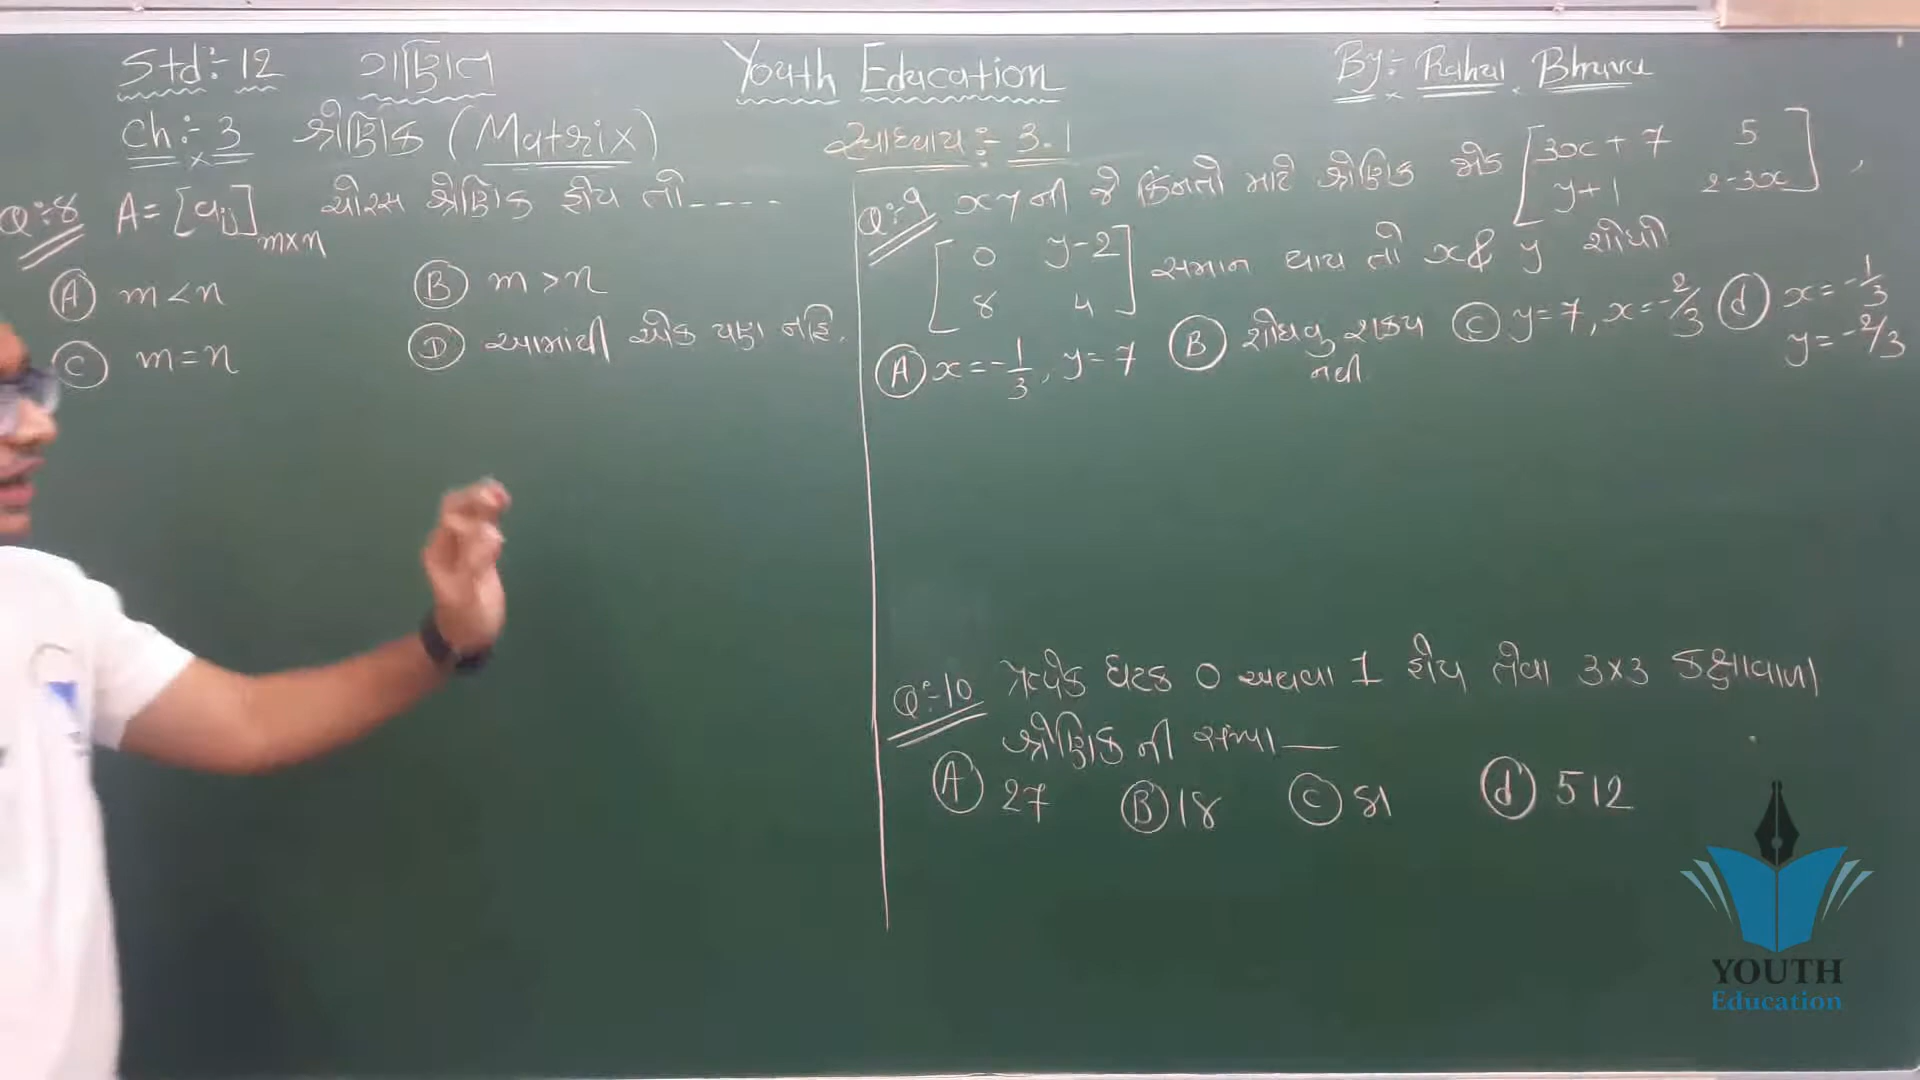 Std:- 12 ગણિત Youth Education By:- Rahul Bhuva
Ch:- 3 શ્રેણિક (Matrix) સ્વાધ્યાય :- 3.1
Q:-8 A = [aij]m×n ચોરસ શ્રેણિક હોય તો ----
(A) m < n (B) m > n
(C) m = n (D) આમાંથી એક પણ નહિ.
Q:-9 x y ની જે કિંમતો માટે શ્રેણિક જોડ [3x + 7 5
y+1 2-3x] ,
[0 y-2
8 4] સમાન થાય તો x & y શોધો
(A) x = -1/3, y = 7 (B) શોધવુ શક્ય નથી (C) y = 7, x = -2/3 (d) x = -1/3
y = -2/3
Q:-10 પ્રત્યેક ઘટક 0 અથવા 1 હોય તેવા 3×3 કક્ષાવાળા
શ્રેણિક ની સંખ્યા —
(A) 27 (B) 18 (C) 81 (d) 512
YOUTH
Education